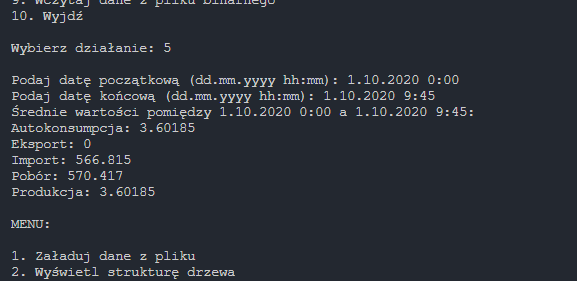 9. Wczytaj dane z pliku binarnego
10. Wyjdź
Wybierz działanie: 5
Podaj datę początkową (dd.mm.yyyy hh:mm): 1.10.2020 0:00
Podaj datę końcową (dd.mm.yyyy hh:mm): 1.10.2020 9:45
Średnie wartości pomiędzy 1.10.2020 0:00 a 1.10.2020 9:45:
Autokonsumpcja: 3.60185
Eksport: 0
Import: 566.815
Pobór: 570.417
Produkcja: 3.60185
MENU:
1. Załaduj dane z pliku
2. Wyświetl strukturę drzewa